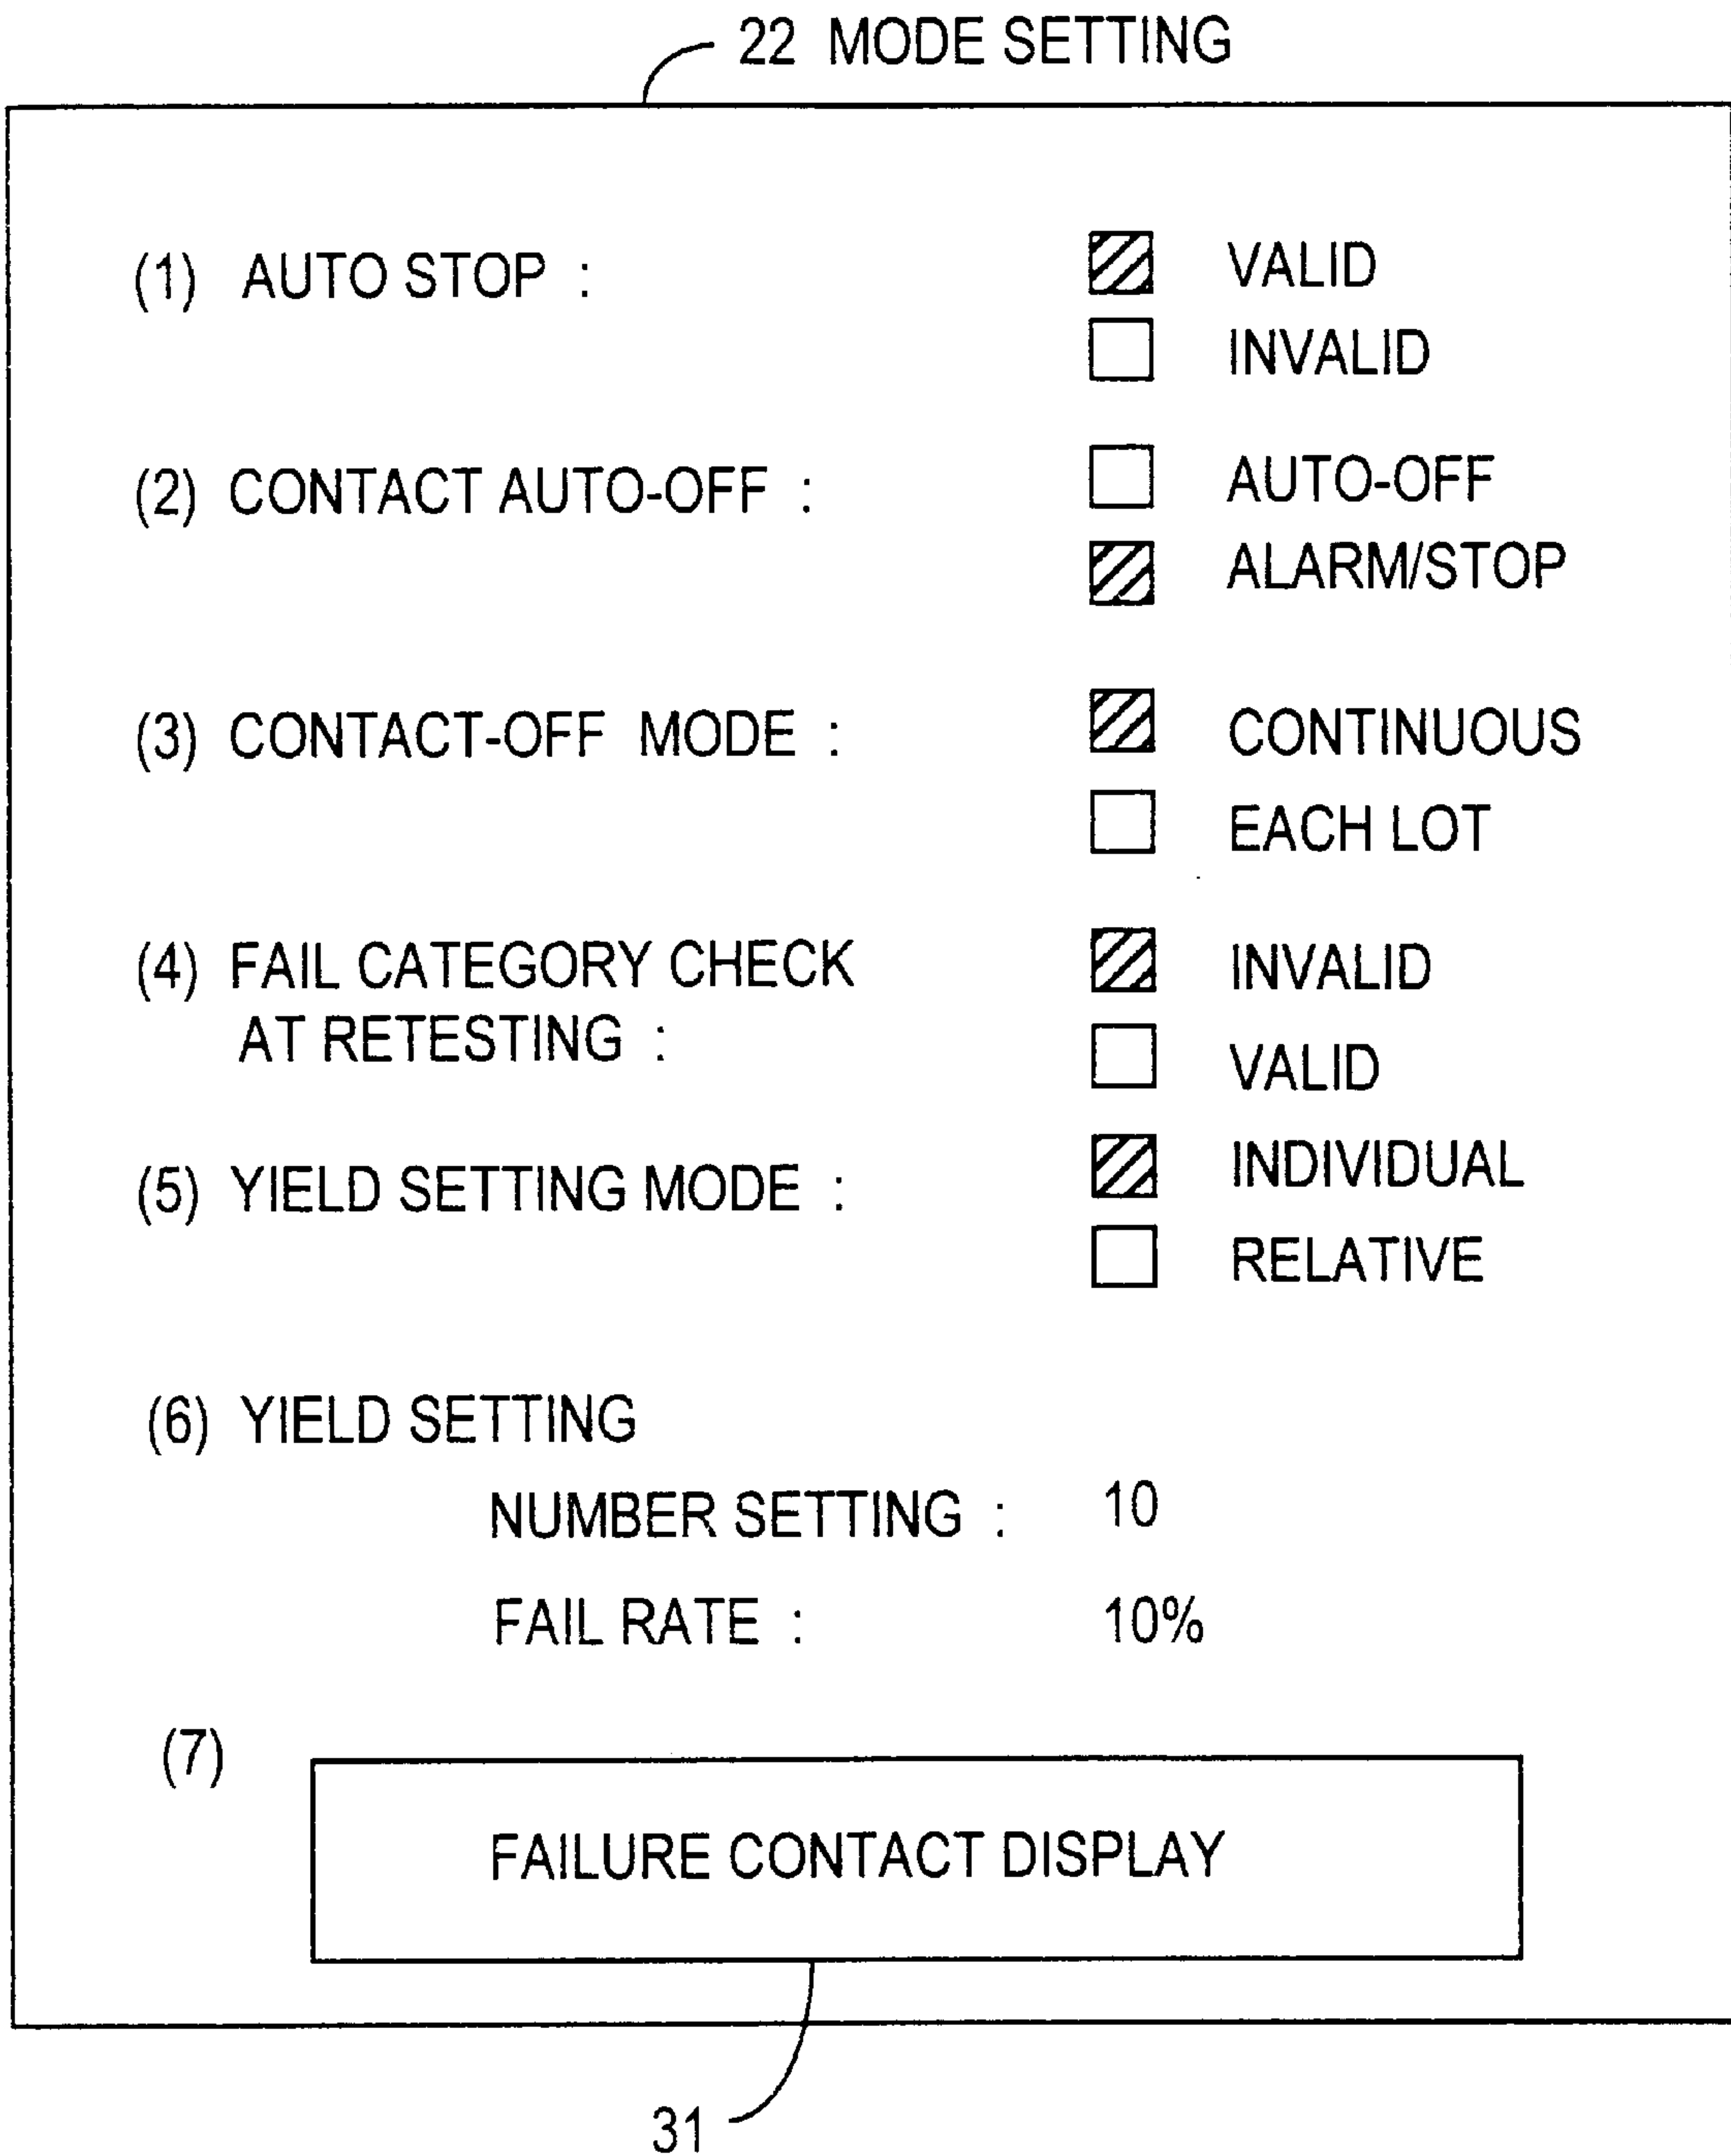 22 MODE SETTING
(1) AUTO STOP : VALID
INVALID
(2) CONTACT AUTO-OFF : AUTO-OFF
ALARM/STOP
(3) CONTACT-OFF MODE : CONTINUOUS
EACH LOT
(4) FAIL CATEGORY CHECK INVALID
AT RETESTING : VALID
(5) YIELD SETTING MODE : INDIVIDUAL
RELATIVE
(6) YIELD SETTING
NUMBER SETTING : 10
FAIL RATE : 10%
(7)
FAILURE CONTACT DISPLAY
31